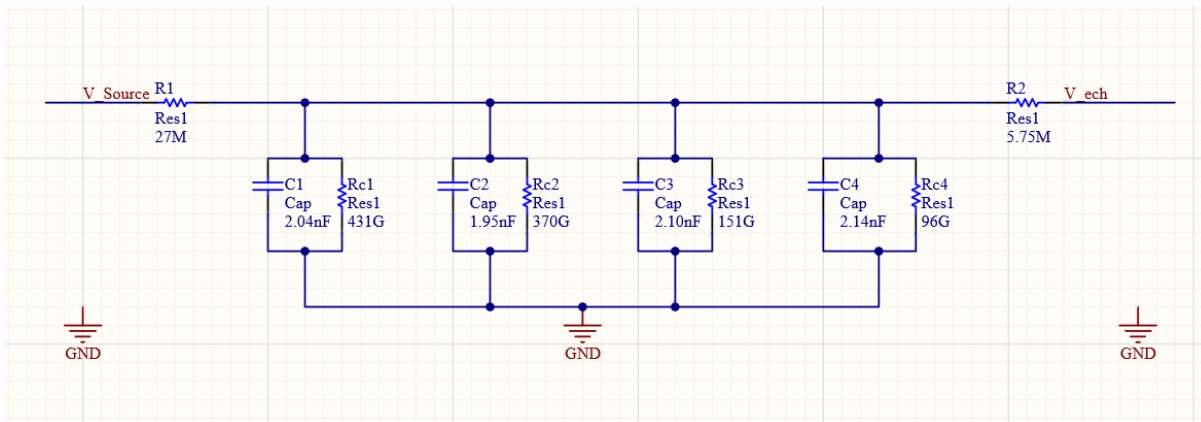 V_Source
R1
Res1
27M
R2
Res1
5.75M
V_ech
C1
Cap
2.04nF
Rc1
Res1
431G
C2
Cap
1.95nF
Rc2
Res1
370G
C3
Cap
2.10nF
Rc3
Res1
151G
C4
Cap
2.14nF
Rc4
Res1
96G
GND
GND
GND